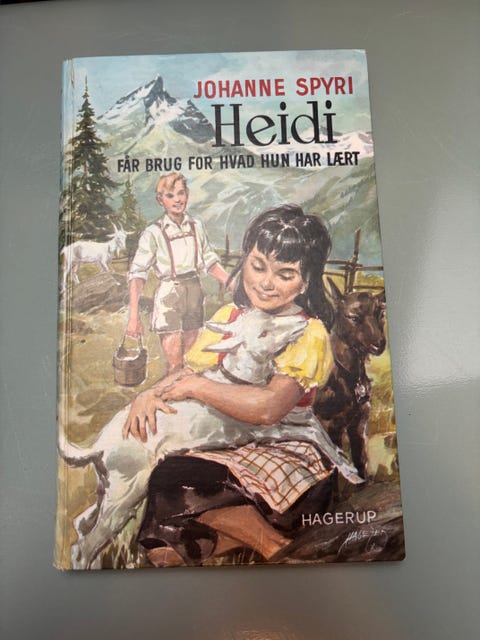 JOHANNE SPYRI
Heidi
FÅR BRUG FOR HVAD HUN HAR LÆRT
HAGERUP